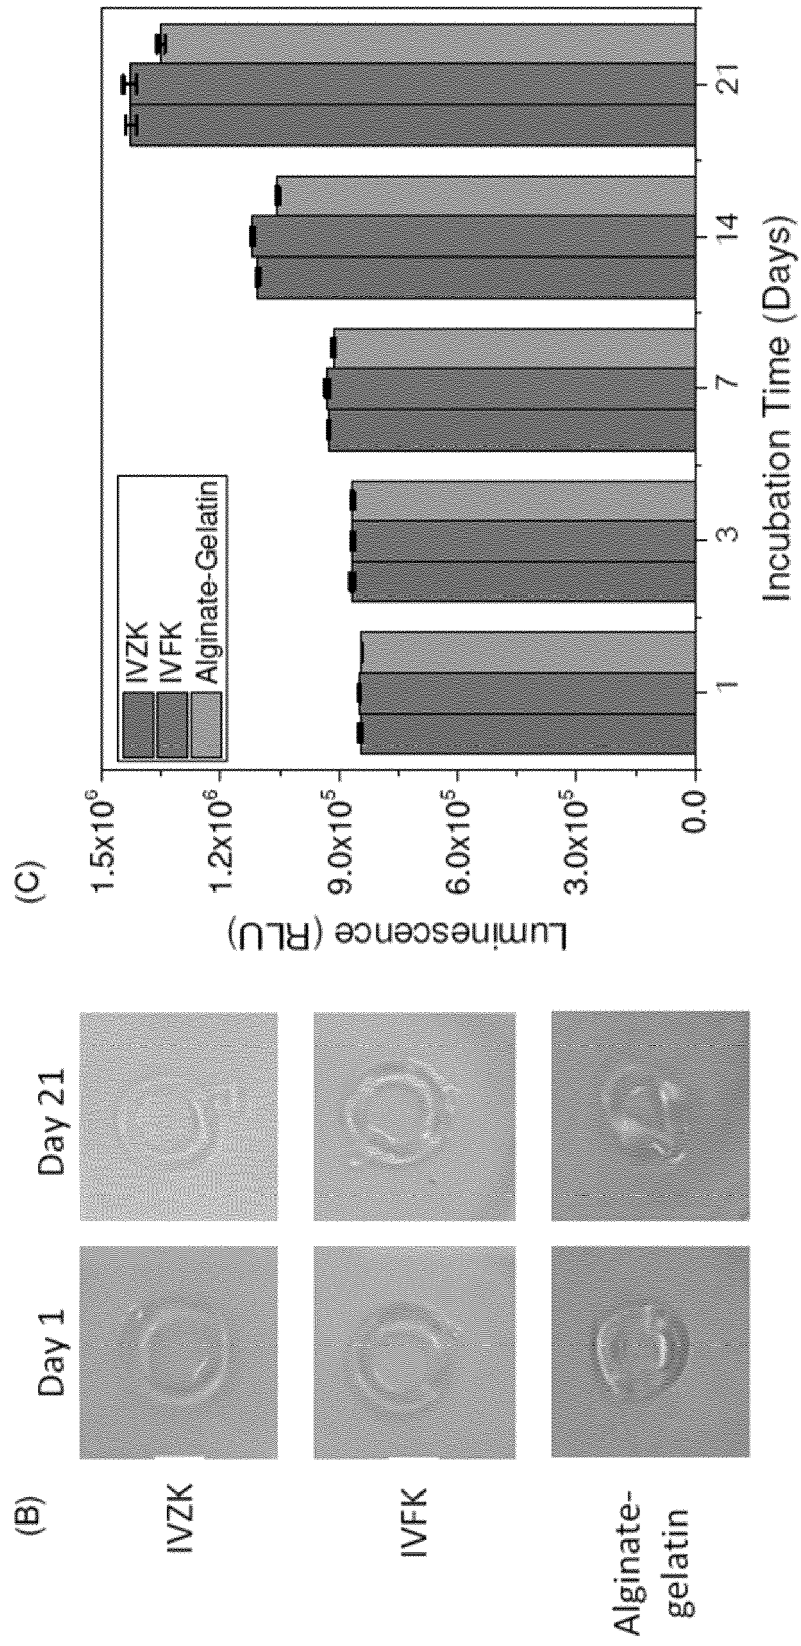 (B)
Day 1
Day 21
IVZK
IVFK
Alginate-
gelatin
(C)
Luminescence (RLU)
1.5x10⁶
1.2x10⁶
9.0x10⁵
6.0x10⁵
3.0x10⁵
0.0
IVZK
IVFK
Alginate-Gelatin
1
3
7
14
21
Incubation Time (Days)